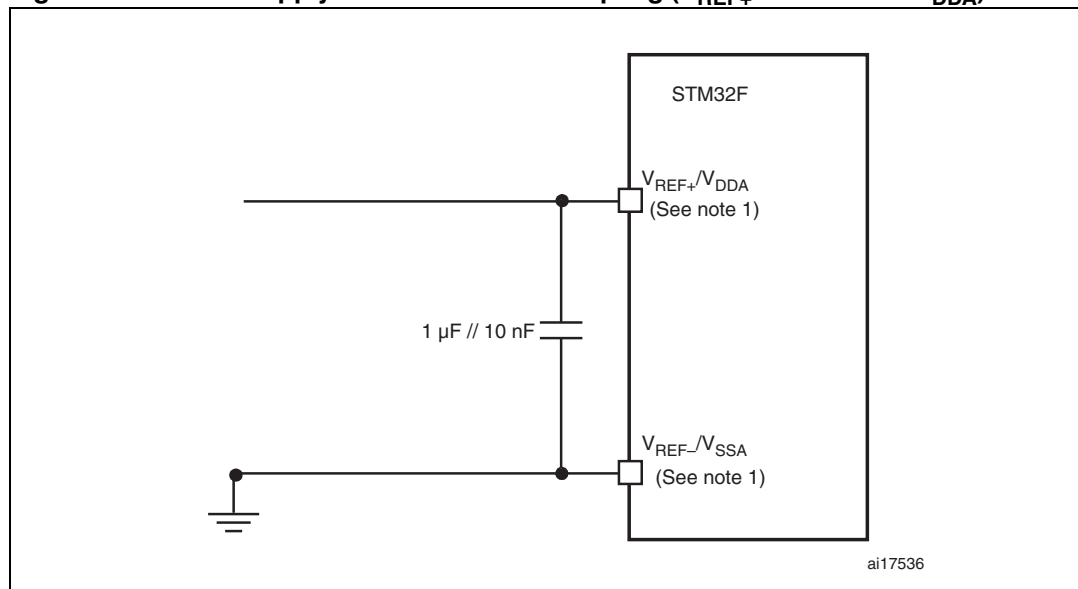 STM32F
VREF+/VDDA
(See note 1)
1 µF // 10 nF
VREF–/VSSA
(See note 1)
ai17536